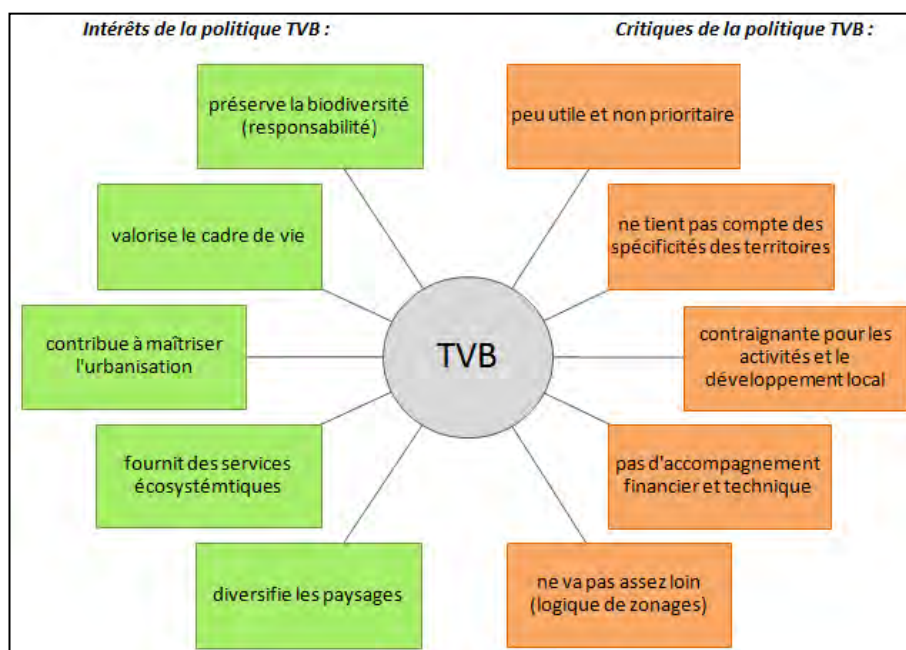 Intérêts de la politique TVB :
préserve la biodiversité
(responsabilité)
valorise le cadre de vie
contribue à maîtriser
l'urbanisation
fournit des services
écosystémtiques
diversifie les paysages
TVB
Critiques de la politique TVB :
peu utile et non prioritaire
ne tient pas compte des
spécificités des territoires
contraignante pour les
activités et le
développement local
pas d'accompagnement
financier et technique
ne va pas assez loin
(logique de zonages)